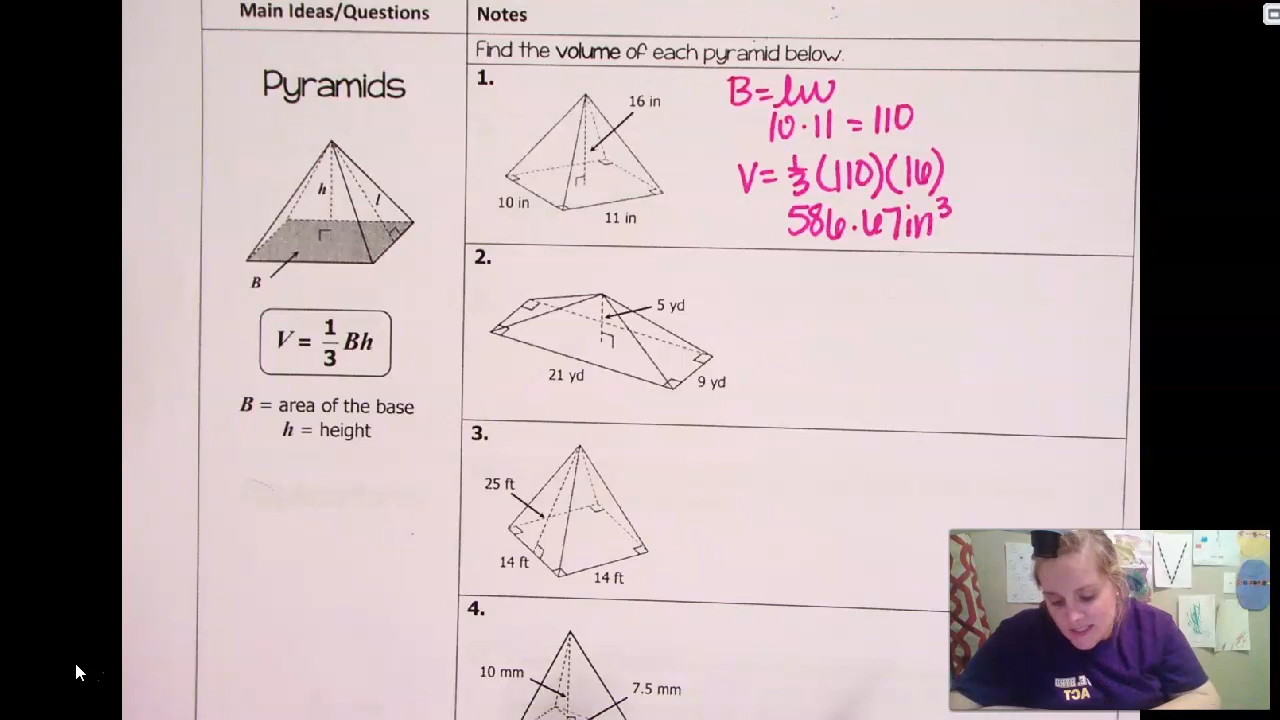 Main Ideas/Questions
Notes
Find the volume of each pyramid below.
Pyramids
h
l
B
V = 1/3 Bh
B = area of the base
h = height
1.
16 in
10 in
11 in
B = lw
10 · 11 = 110
V = 1/3 (110)(16)
586.67 in³
2.
5 yd
21 yd
9 yd
3.
25 ft
14 ft
14 ft
4.
10 mm
7.5 mm
ACT